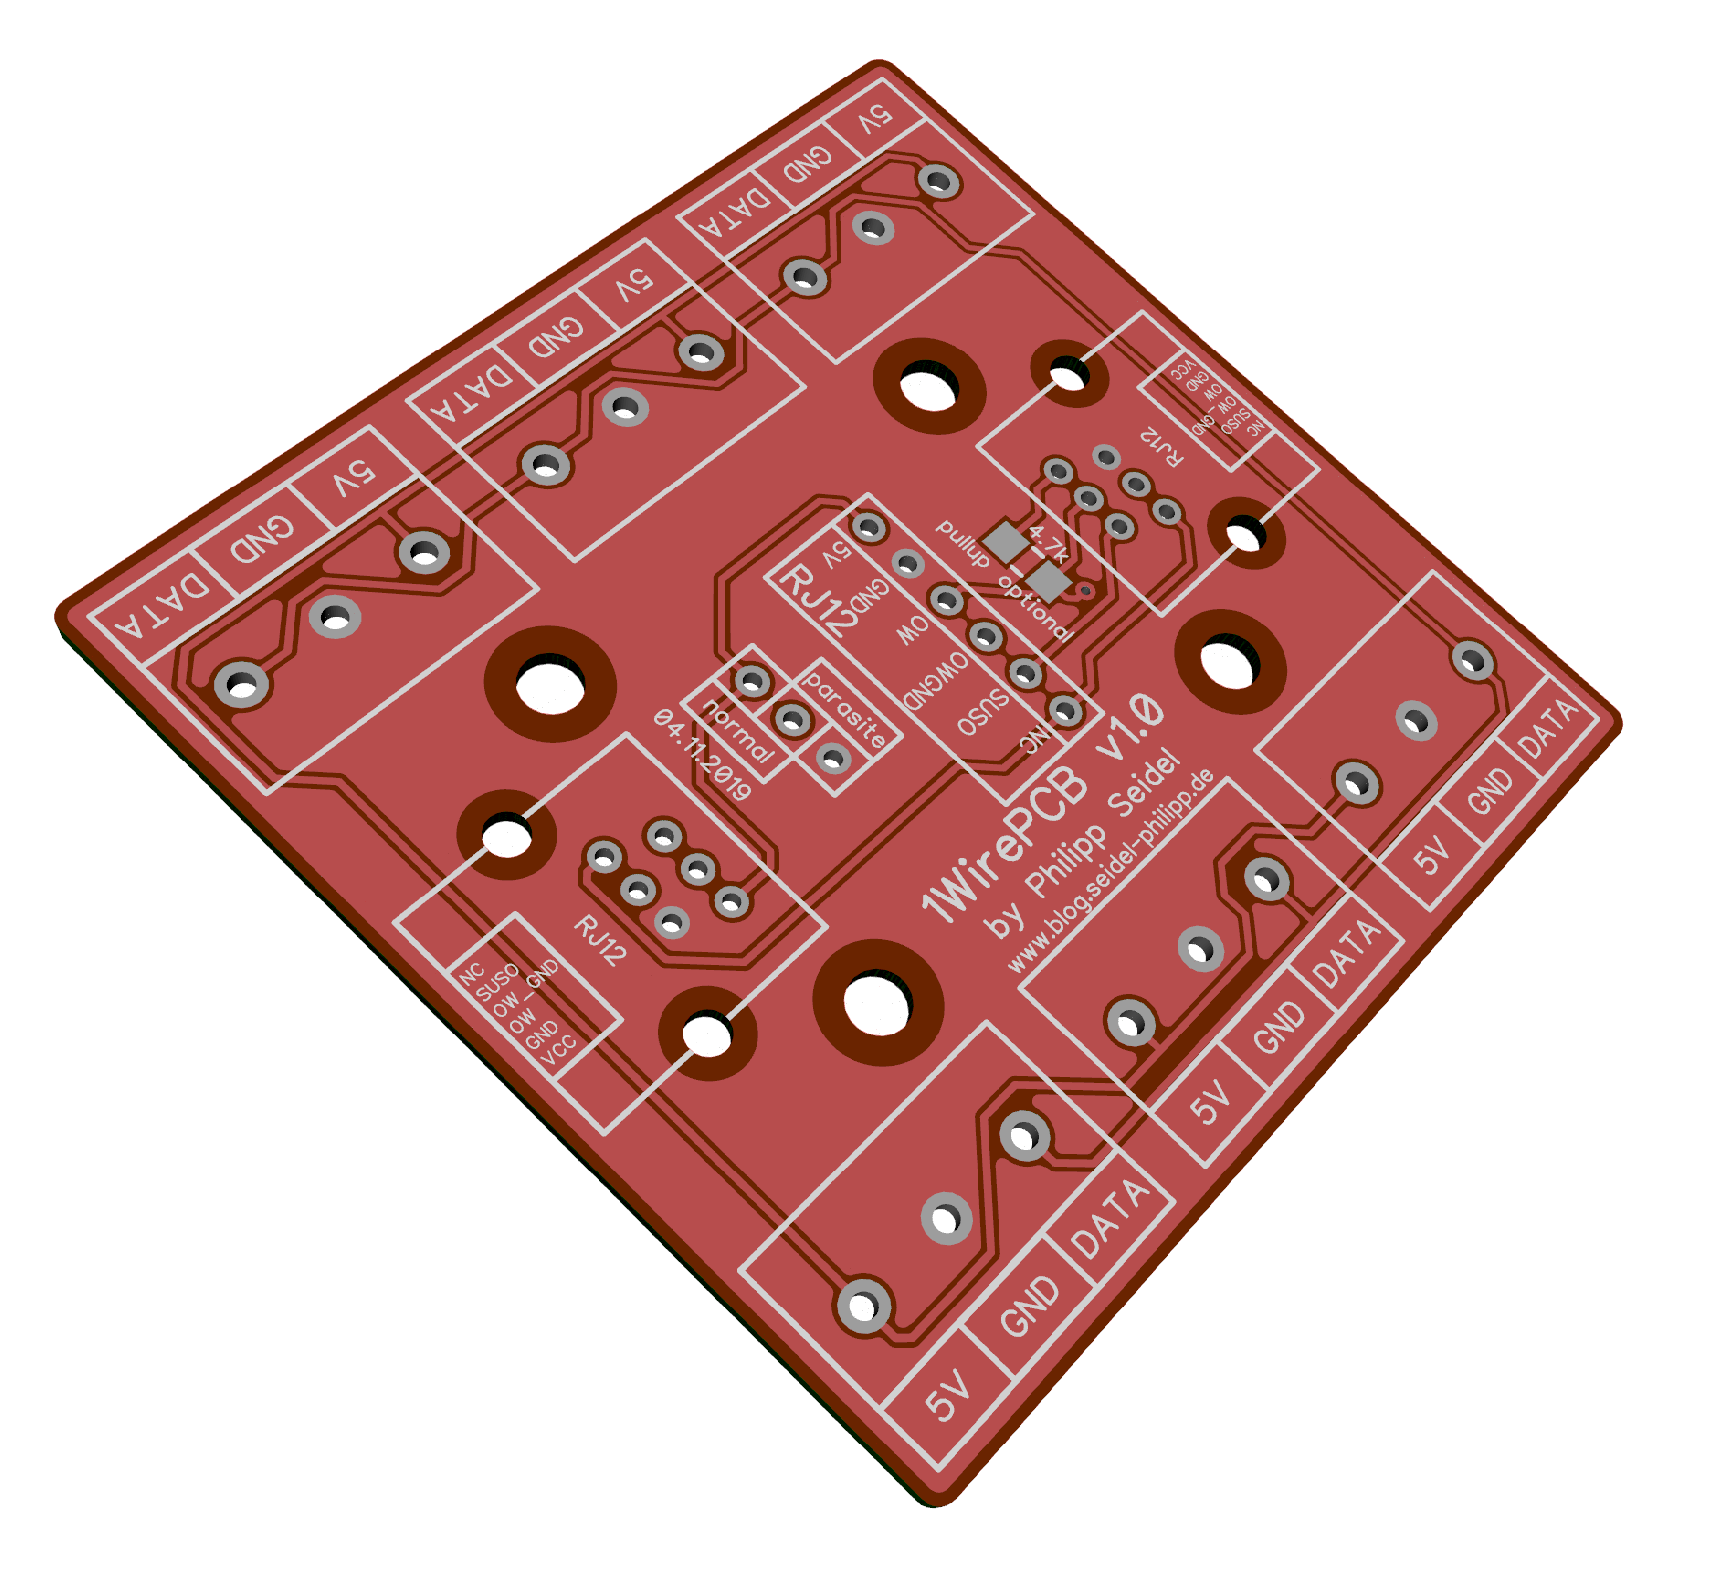 5V
GND
DATA
5V
GND
DATA
5V
GND
DATA
VCC
GND
OW
OW_GND
SUSO
NC
RJ12
4.7k
pullup optional
RJ12
5V
GND
OW
OWGND
SUSO
NC
parasite
normal
04.11.2019
1WirePCB v1.0
by Philipp Seidel
www.blog.seidel-philipp.de
RJ12
NC
SUSO
OW_GND
OW
GND
VCC
DATA
GND
5V
DATA
GND
5V
DATA
GND
5V